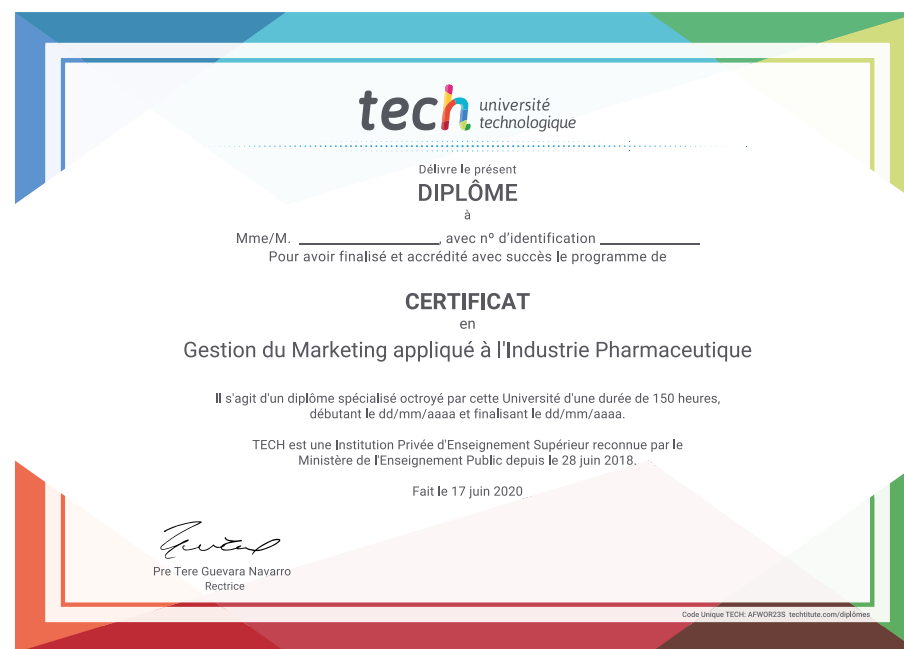 tech université
technologique
Délivre le présent
DIPLÔME
à
Mme/M. ____________, avec nº d'identification ____________
Pour avoir finalisé et accrédité avec succès le programme de
CERTIFICAT
en
Gestion du Marketing appliqué à l'Industrie Pharmaceutique
Il s'agit d'un diplôme spécialisé octroyé par cette Université d'une durée de 150 heures,
débutant le dd/mm/aaaa et finalisant le dd/mm/aaaa.
TECH est une Institution Privée d'Enseignement Supérieur reconnue par le
Ministère de l'Enseignement Public depuis le 28 juin 2018.
Fait le 17 juin 2020
Pre Tere Guevara Navarro
Rectrice
Code Unique TECH: AFWOR23S techtitute.com/diplômes